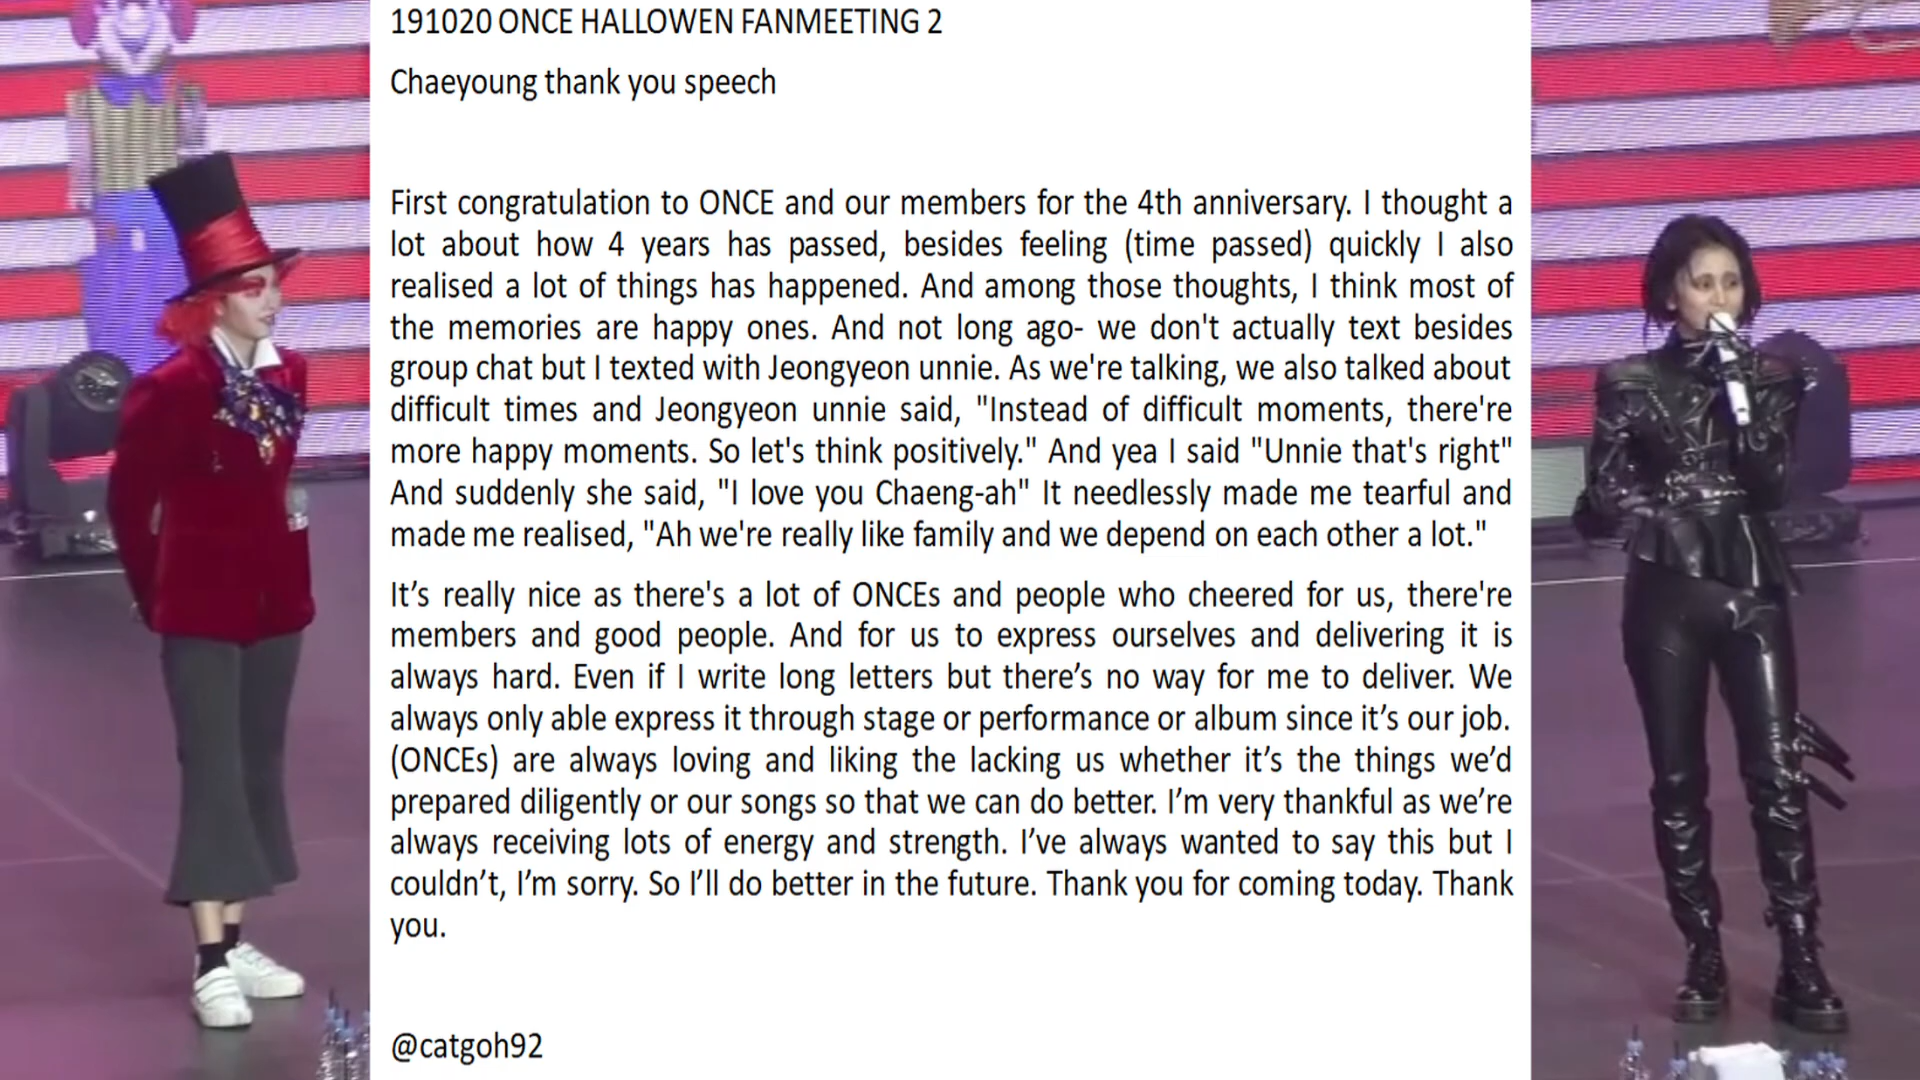 191020 ONCE HALLOWEN FANMEETING 2
Chaeyoung thank you speech
First congratulation to ONCE and our members for the 4th anniversary. I thought a
lot about how 4 years has passed, besides feeling (time passed) quickly I also
realised a lot of things has happened. And among those thoughts, I think most of
the memories are happy ones. And not long ago- we don't actually text besides
group chat but I texted with Jeongyeon unnie. As we're talking, we also talked about
difficult times and Jeongyeon unnie said, "Instead of difficult moments, there're
more happy moments. So let's think positively." And yea I said "Unnie that's right"
And suddenly she said, "I love you Chaeng-ah" It needlessly made me tearful and
made me realised, "Ah we're really like family and we depend on each other a lot."
It’s really nice as there's a lot of ONCEs and people who cheered for us, there're
members and good people. And for us to express ourselves and delivering it is
always hard. Even if I write long letters but there’s no way for me to deliver. We
always only able express it through stage or performance or album since it’s our job.
(ONCEs) are always loving and liking the lacking us whether it’s the things we’d
prepared diligently or our songs so that we can do better. I’m very thankful as we’re
always receiving lots of energy and strength. I’ve always wanted to say this but I
couldn’t, I’m sorry. So I’ll do better in the future. Thank you for coming today. Thank
you.
@catgoh92